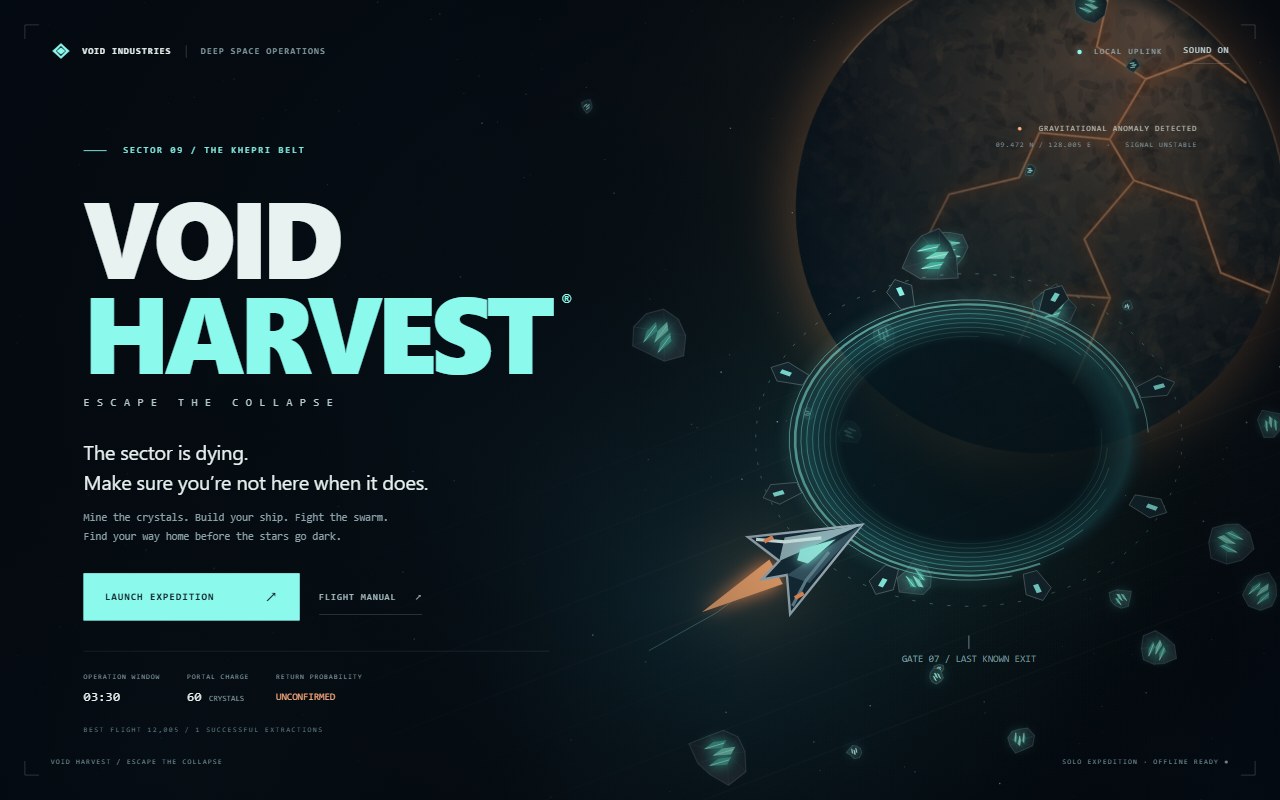 VOID INDUSTRIES DEEP SPACE OPERATIONS
LOCAL UPLINK SOUND ON
GRAVITATIONAL ANOMALY DETECTED
09.472 N / 128.005 E · SIGNAL UNSTABLE
SECTOR 09 / THE KHEPRI BELT
VOID
HARVEST®
ESCAPE THE COLLAPSE
The sector is dying.
Make sure you’re not here when it does.
Mine the crystals. Build your ship. Fight the swarm.
Find your way home before the stars go dark.
LAUNCH EXPEDITION ↗
FLIGHT MANUAL ↗
GATE 07 / LAST KNOWN EXIT
OPERATION WINDOW PORTAL CHARGE RETURN PROBABILITY
03:30 60 CRYSTALS UNCONFIRMED
BEST FLIGHT 12,005 / 1 SUCCESSFUL EXTRACTIONS
VOID HARVEST / ESCAPE THE COLLAPSE
SOLO EXPEDITION · OFFLINE READY ◆